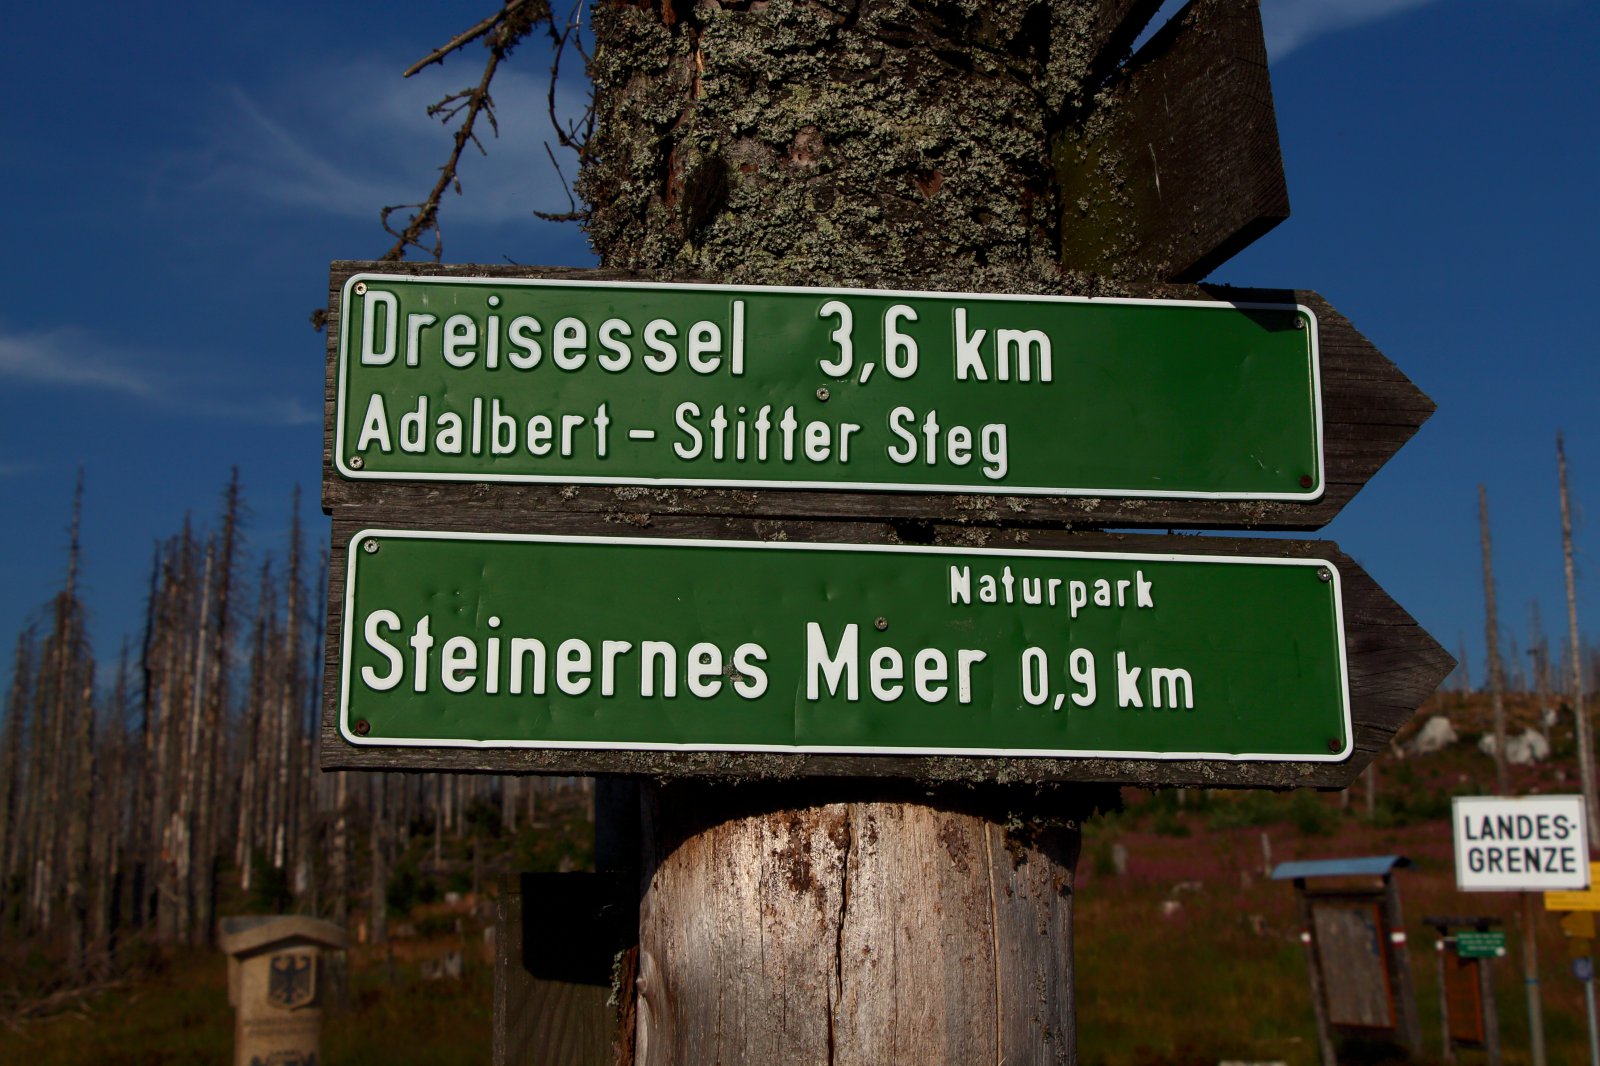 Dreisessel 3,6 km
Adalbert - Stifter Steg
Naturpark
Steinernes Meer 0,9 km
LANDES-
GRENZE